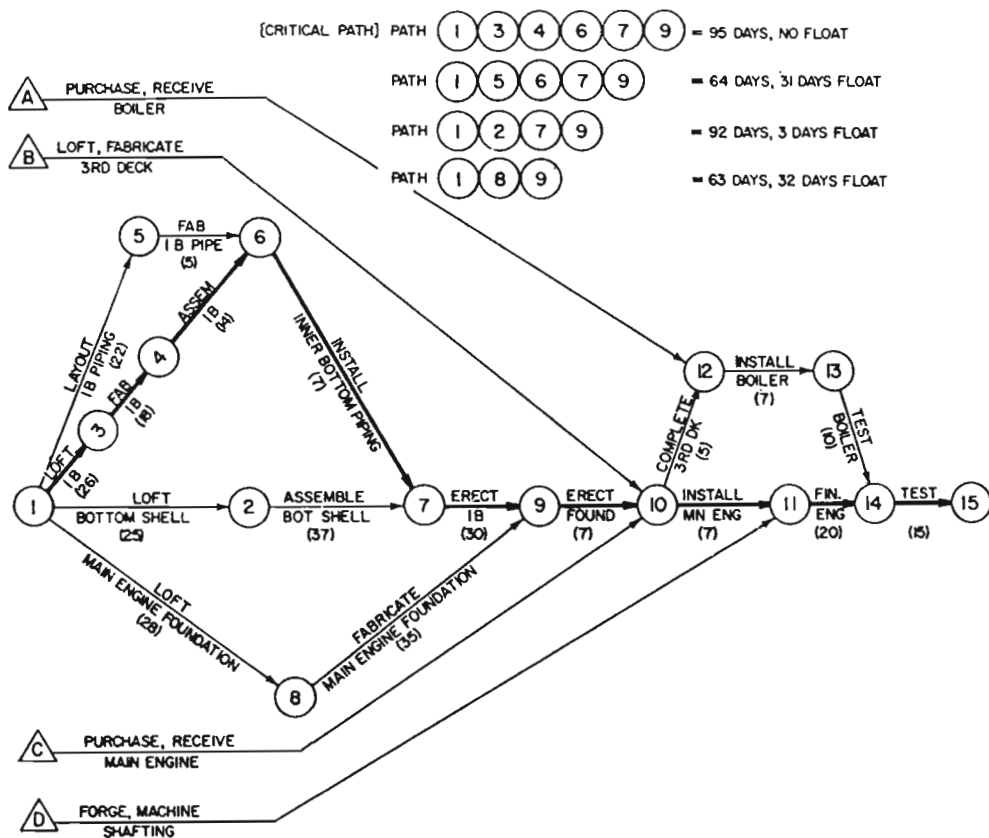 [CRITICAL PATH] PATH 1 3 4 6 7 9 = 95 DAYS, NO FLOAT
PATH 1 5 6 7 9 = 64 DAYS, 31 DAYS FLOAT
PATH 1 2 7 9 = 92 DAYS, 3 DAYS FLOAT
PATH 1 8 9 = 63 DAYS, 32 DAYS FLOAT
A
PURCHASE, RECEIVE
BOILER
B
LOFT, FABRICATE
3RD DECK
5
FAB
I B PIPE
(5)
6
LAYOUT
I B PIPING
(22)
ASSEM
I B
(14)
4
FAB
I B
(18)
3
LOFT
I B
(26)
INSTALL
INNER BOTTOM PIPING
(7)
12
INSTALL
BOILER
(7)
13
COMPLETE
3RD DK
(5)
TEST
BOILER
(10)
1
LOFT
BOTTOM SHELL
(25)
2
ASSEMBLE
BOT SHELL
(37)
7
ERECT
I B
(30)
9
ERECT
FOUND
(7)
10
INSTALL
MN ENG
(7)
11
FIN.
ENG
(20)
14
TEST
(15)
15
LOFT
MAIN ENGINE FOUNDATION
(28)
8
FABRICATE
MAIN ENGINE FOUNDATION
(35)
C
PURCHASE, RECEIVE
MAIN ENGINE
D
FORGE, MACHINE
SHAFTING